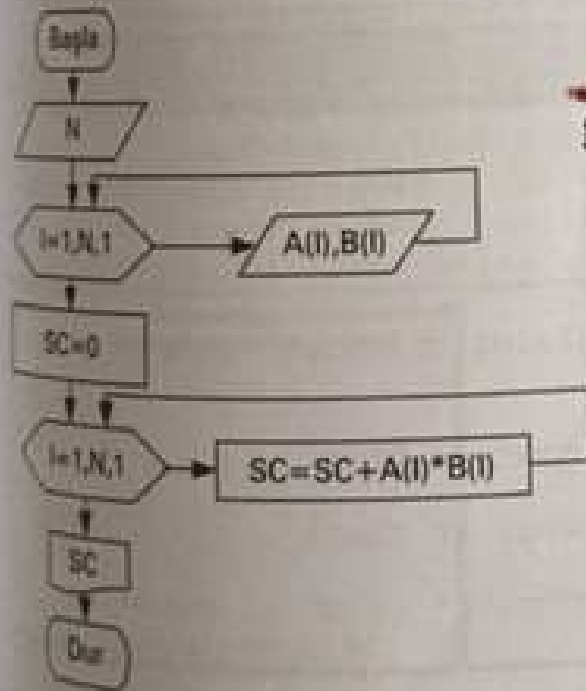 Başla
N
I=1,N,1
A(I),B(I)
SC=0
I=1,N,1
SC=SC+A(I)*B(I)
SC
Dur